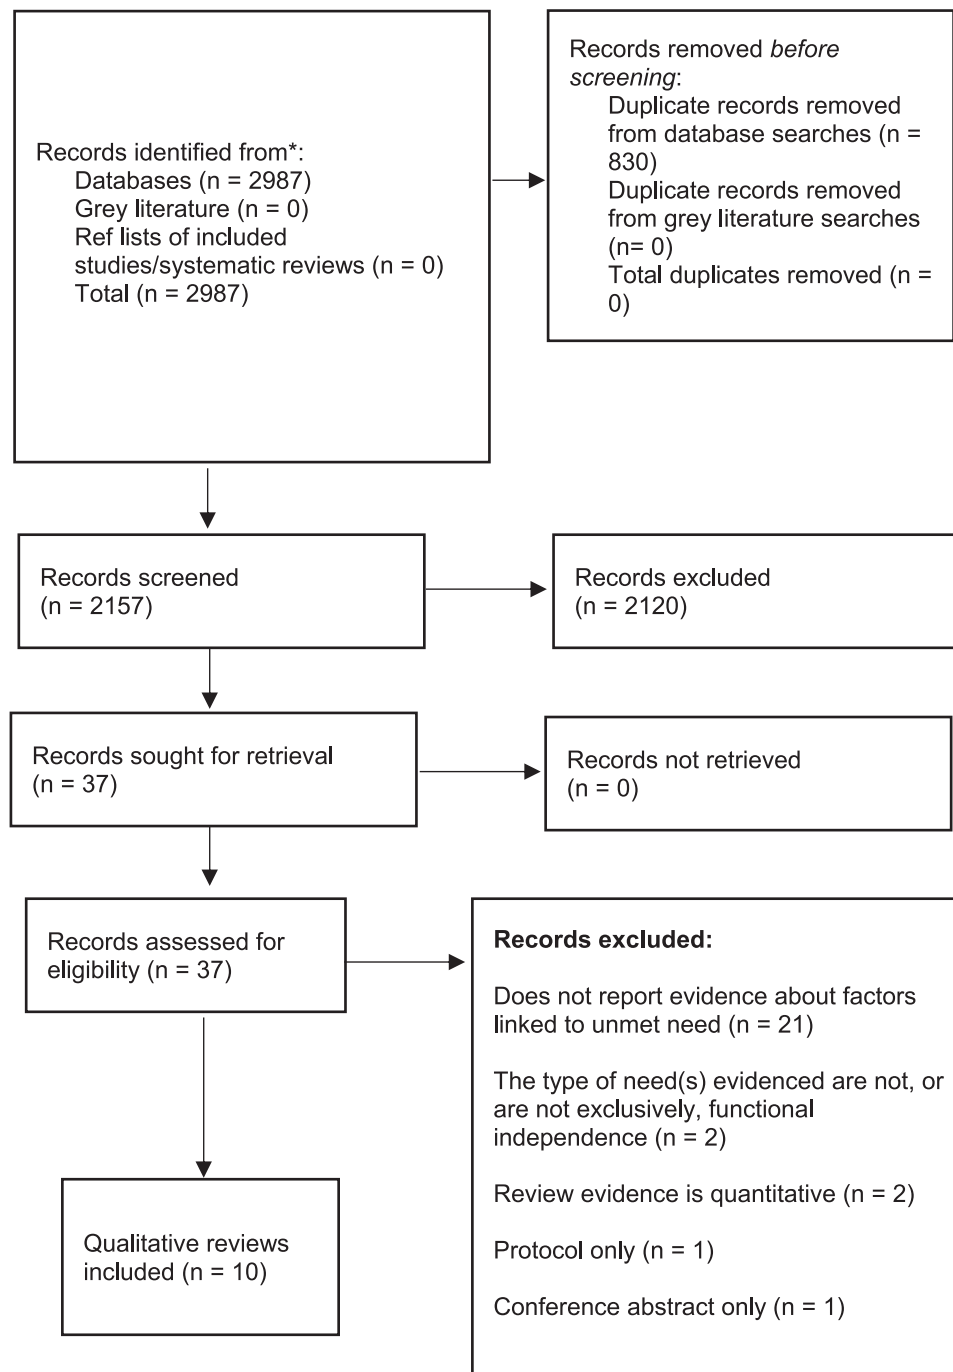 Records identified from*:
Databases (n = 2987)
Grey literature (n = 0)
Ref lists of included
studies/systematic reviews (n = 0)
Total (n = 2987)
Records removed before
screening:
Duplicate records removed
from database searches (n =
830)
Duplicate records removed
from grey literature searches
(n= 0)
Total duplicates removed (n =
0)
Records screened
(n = 2157)
Records excluded
(n = 2120)
Records sought for retrieval
(n = 37)
Records not retrieved
(n = 0)
Records assessed for
eligibility (n = 37)
Records excluded:
Does not report evidence about factors
linked to unmet need (n = 21)
The type of need(s) evidenced are not, or
are not exclusively, functional
independence (n = 2)
Review evidence is quantitative (n = 2)
Protocol only (n = 1)
Conference abstract only (n = 1)
Qualitative reviews
included (n = 10)